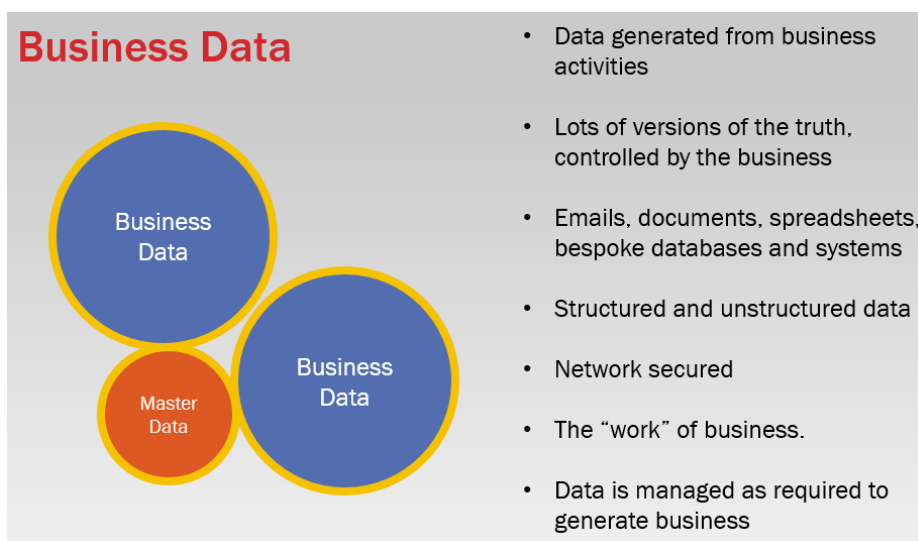 Business Data
Business
Data
Business
Data
Master
Data
• Data generated from business
activities
• Lots of versions of the truth,
controlled by the business
• Emails, documents, spreadsheets,
bespoke databases and systems
• Structured and unstructured data
• Network secured
• The “work” of business.
• Data is managed as required to
generate business